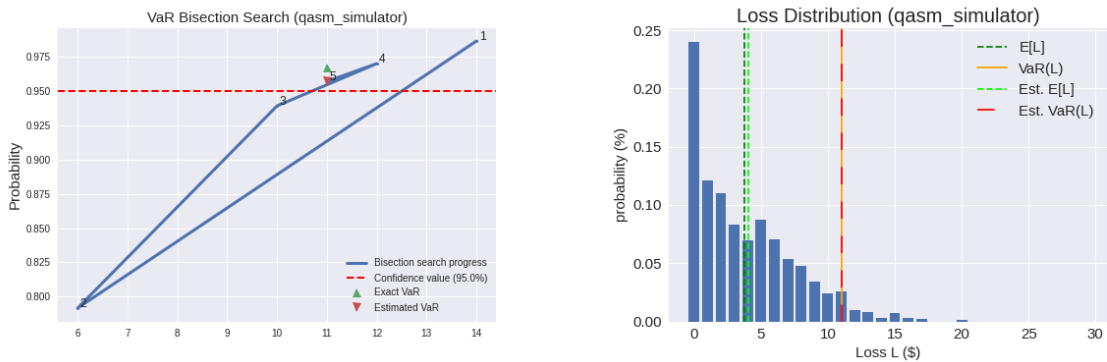 VaR Bisection Search (qasm_simulator)
Probability
0.975
0.950
0.925
0.900
0.875
0.850
0.825
0.800
1
2
3
4
5
Bisection search progress
Confidence value (95.0%)
Exact VaR
Estimated VaR
6 7 8 9 10 11 12 13 14
Loss Distribution (qasm_simulator)
probability (%)
0.25
0.20
0.15
0.10
0.05
0.00
E[L]
VaR(L)
Est. E[L]
Est. VaR(L)
0 5 10 15 20 25 30
Loss L ($)